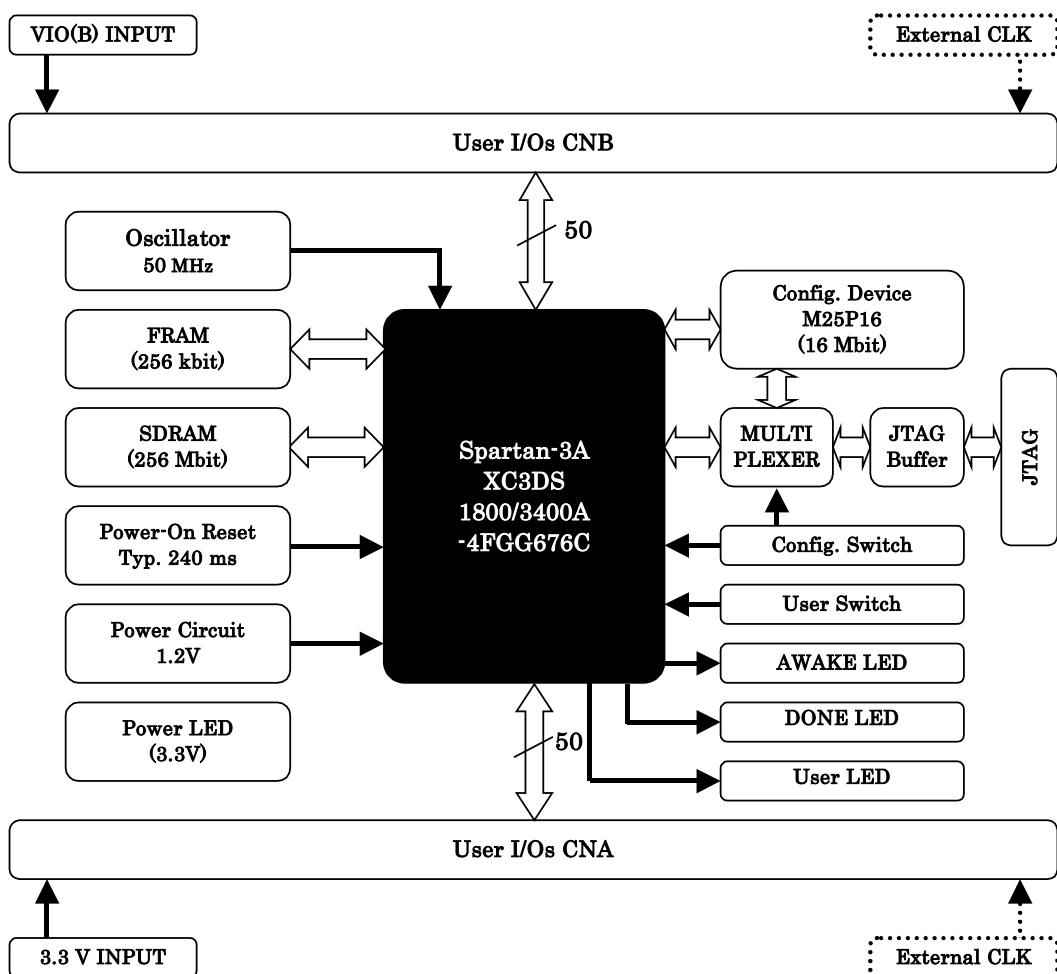 VIO(B) INPUT
External CLK
User I/Os CNB
50
Oscillator
50 MHz
FRAM
(256 kbit)
SDRAM
(256 Mbit)
Power-On Reset
Typ. 240 ms
Power Circuit
1.2V
Power LED
(3.3V)
Spartan-3A
XC3DS
1800/3400A
-4FGG676C
Config. Device
M25P16
(16 Mbit)
MULTI
PLEXER
JTAG
Buffer
JTAG
Config. Switch
User Switch
AWAKE LED
DONE LED
User LED
50
User I/Os CNA
3.3 V INPUT
External CLK